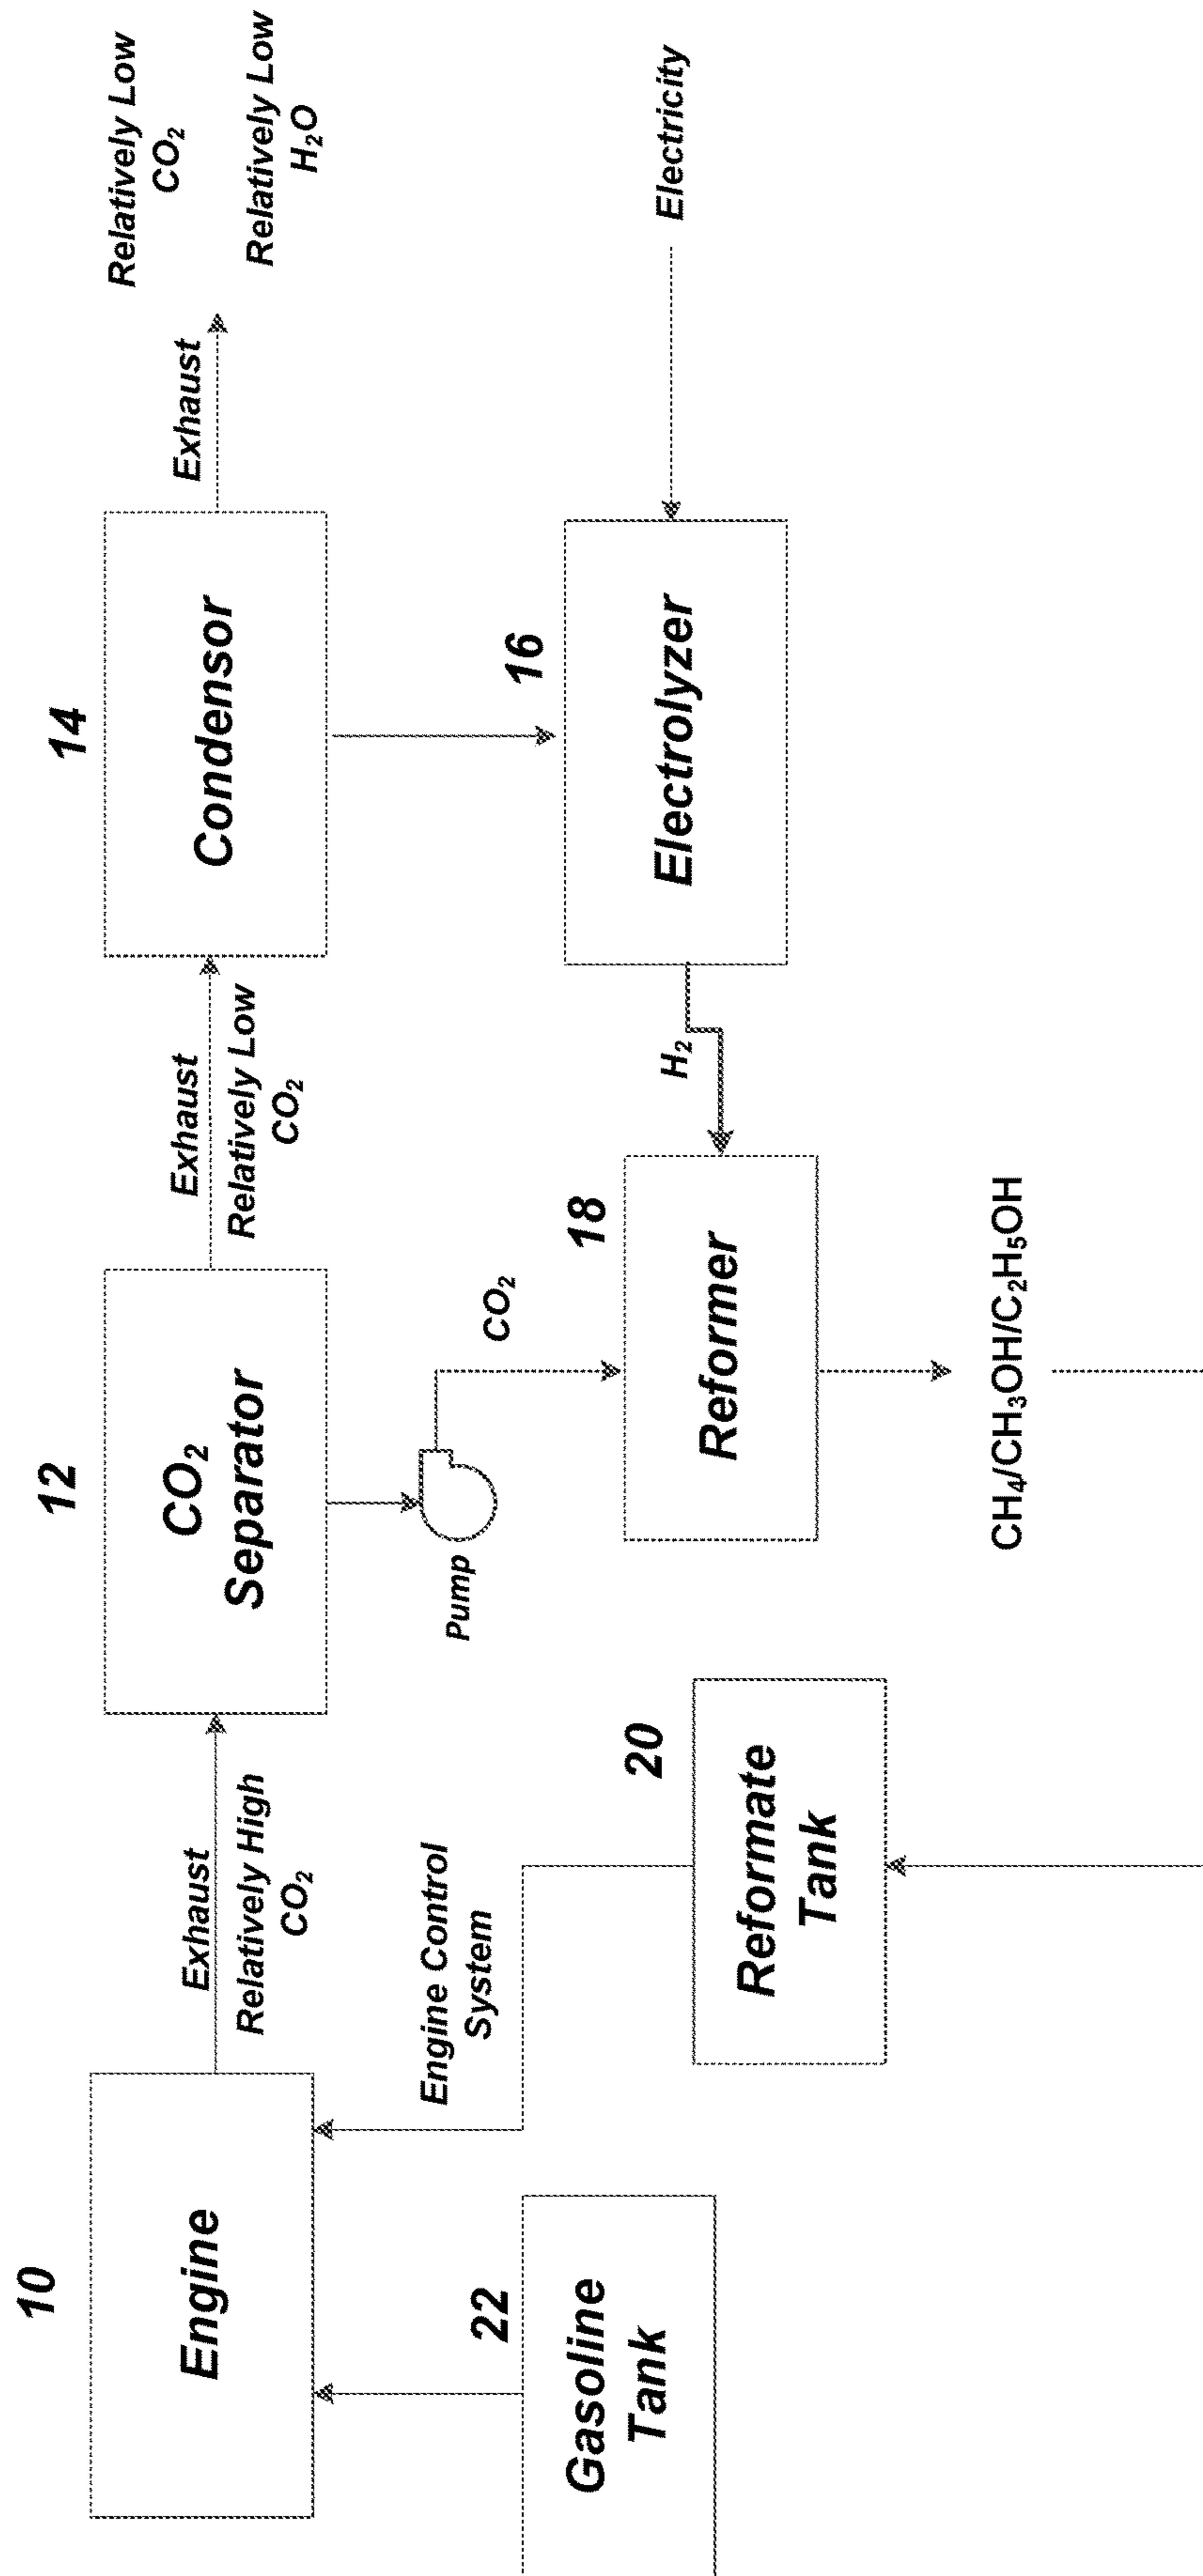 10
Engine
Exhaust
Relatively High
CO₂
12
CO₂
Separator
Exhaust
Relatively Low
CO₂
14
Condensor
Exhaust
Relatively Low
CO₂
Relatively Low
H₂O
22
Gasoline
Tank
Engine Control
System
20
Reformate
Tank
Pump
CO₂
18
Reformer
H₂
16
Electrolyzer
Electricity
CH₄/CH₃OH/C₂H₅OH